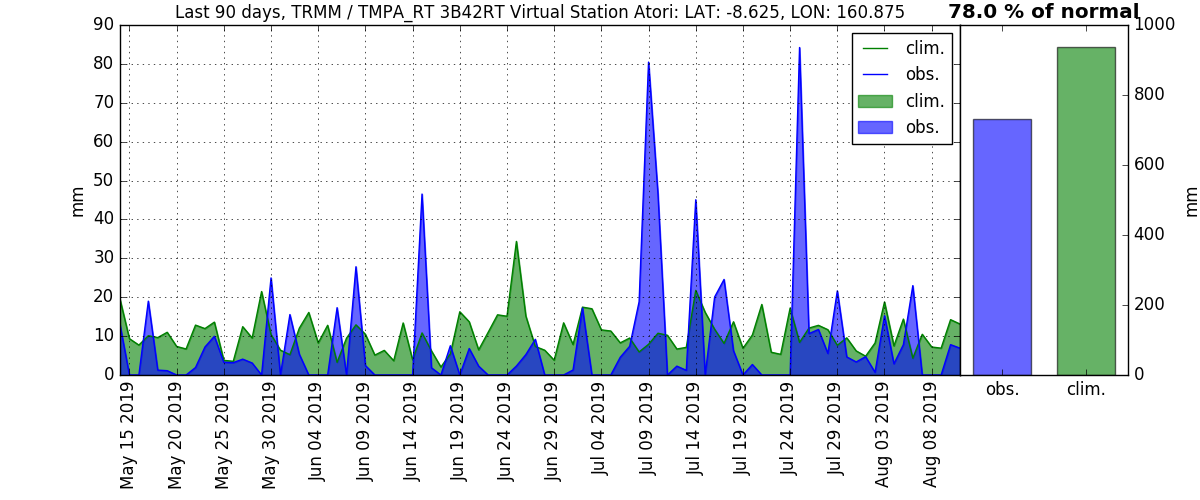 Last 90 days, TRMM / TMPA_RT 3B42RT Virtual Station Atori: LAT: -8.625, LON: 160.875
78.0 % of normal
90
80
70
60
50
40
30
20
10
0
mm
clim.
obs.
clim.
obs.
1000
800
600
400
200
0
mm
May 15 2019
May 20 2019
May 25 2019
May 30 2019
Jun 04 2019
Jun 09 2019
Jun 14 2019
Jun 19 2019
Jun 24 2019
Jun 29 2019
Jul 04 2019
Jul 09 2019
Jul 14 2019
Jul 19 2019
Jul 24 2019
Jul 29 2019
Aug 03 2019
Aug 08 2019
obs.
clim.